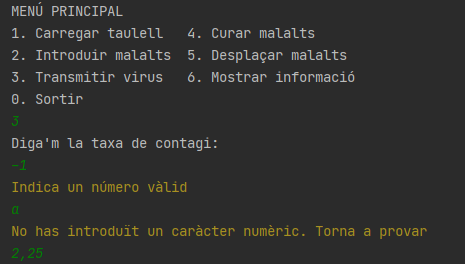 MENÚ PRINCIPAL
1. Carregar taulell   4. Curar malalts
2. Introduir malalts  5. Desplaçar malalts
3. Transmitir virus   6. Mostrar informació
0. Sortir
3
Diga'm la taxa de contagi:
-1
Indica un número vàlid
a
No has introduït un caràcter numèric. Torna a provar
2,25